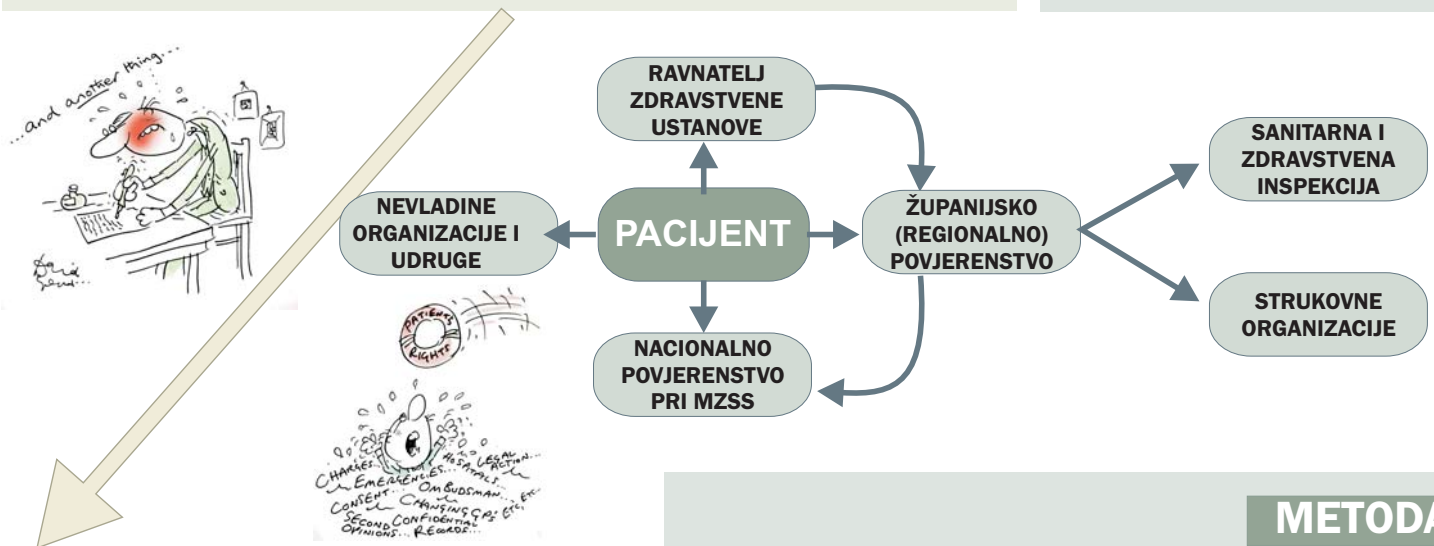 ...and another thing...
RAVNATELJ
ZDRAVSTVENE
USTANOVE
SANITARNA I
ZDRAVSTVENA
INSPEKCIJA
NEVLADINE
ORGANIZACIJE I
UDRUGE
PACIJENT
ŽUPANIJSKO
(REGIONALNO)
POVJERENSTVO
STRUKOVNE
ORGANIZACIJE
NACIONALNO
POVJERENSTVO
PRI MZSS
PATIENTS
RIGHTS
CHARGES... HOSPITALS... LEGAL
ACTION...
EMERGENCIES...
CONSENT... OMBUDSMAN...
CHANGING GPs ETC, ETC.
SECOND CONFIDENTIAL
OPINIONS... RECORDS...
METODA